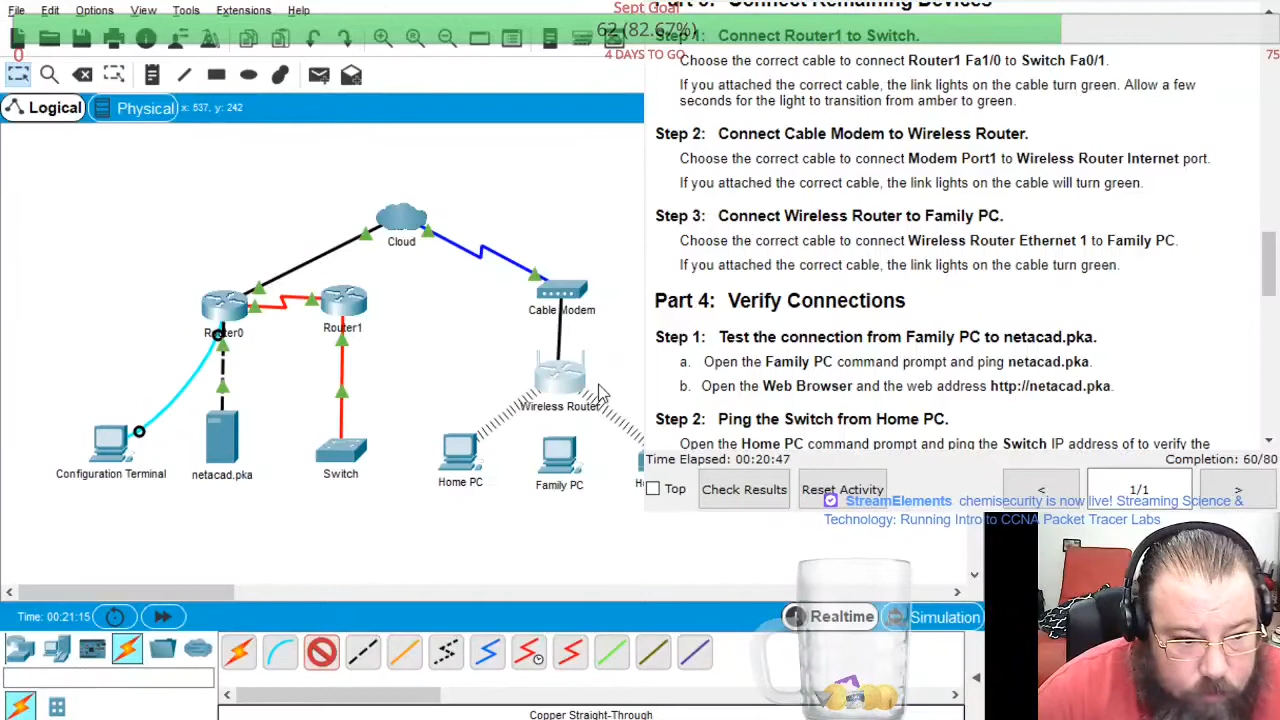 File Edit Options View Tools Extensions Help
Sept Goal
62 (82.67%)
0
4 DAYS TO GO
75
Logical
Physical
x: 537, y: 242
Cloud
Router0
Router1
Cable Modem
Wireless Router
Configuration Terminal
netacad.pka
Switch
Home PC
Family PC
Connect Remaining Devices
Step 1: Connect Router1 to Switch.
Choose the correct cable to connect Router1 Fa1/0 to Switch Fa0/1.
If you attached the correct cable, the link lights on the cable turn green. Allow a few
seconds for the light to transition from amber to green.
Step 2: Connect Cable Modem to Wireless Router.
Choose the correct cable to connect Modem Port1 to Wireless Router Internet port.
If you attached the correct cable, the link lights on the cable will turn green.
Step 3: Connect Wireless Router to Family PC.
Choose the correct cable to connect Wireless Router Ethernet 1 to Family PC.
If you attached the correct cable, the link lights on the cable turn green.
Part 4: Verify Connections
Step 1: Test the connection from Family PC to netacad.pka.
a. Open the Family PC command prompt and ping netacad.pka.
b. Open the Web Browser and the web address http://netacad.pka.
Step 2: Ping the Switch from Home PC.
Open the Home PC command prompt and ping the Switch IP address of to verify the
Time Elapsed: 00:20:47
Completion: 60/80
Top
Check Results
Reset Activity
<
1/1
>
StreamElements chemisecurity is now live! Streaming Science &
Technology: Running Intro to CCNA Packet Tracer Labs
Time: 00:21:15
Realtime
Simulation
Copper Straight-Through